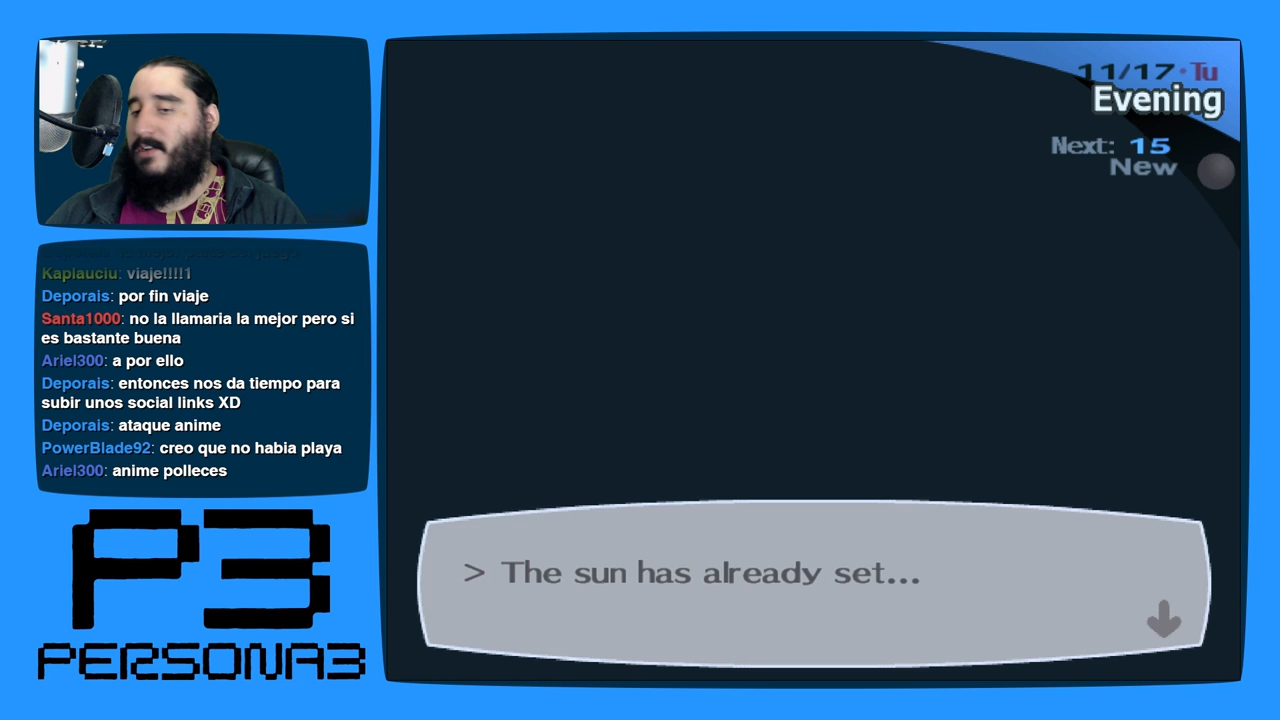 11/17・Tu
Evening
Next: 15
New
Kaplauciu: viaje!!!!1
Deporais: por fin viaje
Santa1000: no la llamaria la mejor pero si
es bastante buena
Ariel300: a por ello
Deporais: entonces nos da tiempo para
subir unos social links XD
Deporais: ataque anime
PowerBlade92: creo que no habia playa
Ariel300: anime polleces
> The sun has already set...
P3
PERSONA3